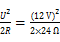 U²/2R = (12 V)²/2×24 Ω